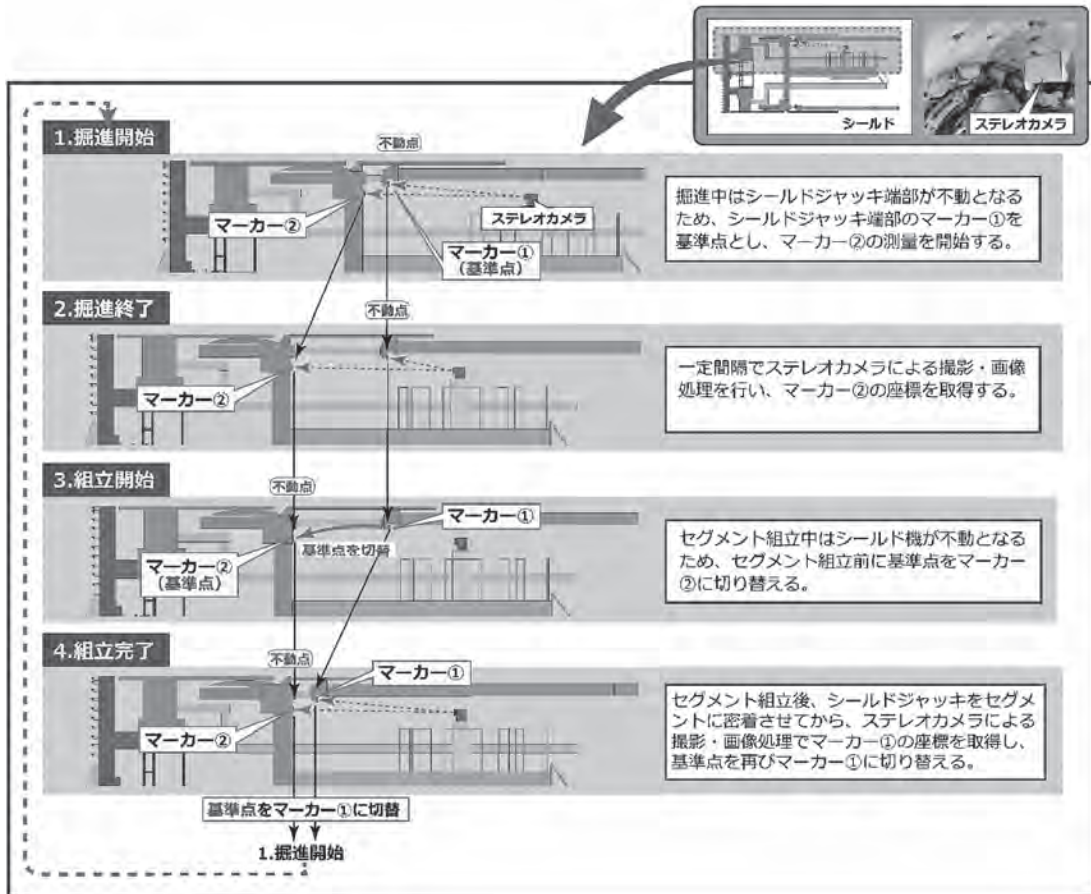 シールド
ステレオカメラ
1.掘進開始
不動点
マーカー②
ステレオカメラ
マーカー①
(基準点)
掘進中はシールドジャッキ端部が不動となる
ため、シールドジャッキ端部のマーカー①を
基準点とし、マーカー②の測量を開始する。
2.掘進終了
不動点
マーカー②
一定間隔でステレオカメラによる撮影・画像
処理を行い、マーカー②の座標を取得する。
3.組立開始
不動点
マーカー①
基準点を切替
マーカー②
(基準点)
セグメント組立中はシールド機が不動となる
ため、セグメント組立前に基準点をマーカー
②に切り替える。
4.組立完了
不動点
マーカー①
マーカー②
セグメント組立後、シールドジャッキをセグメ
ントに密着させてから、ステレオカメラによる
撮影・画像処理でマーカー①の座標を取得し、
基準点を再びマーカー①に切り替える。
基準点をマーカー①に切替
1.掘進開始